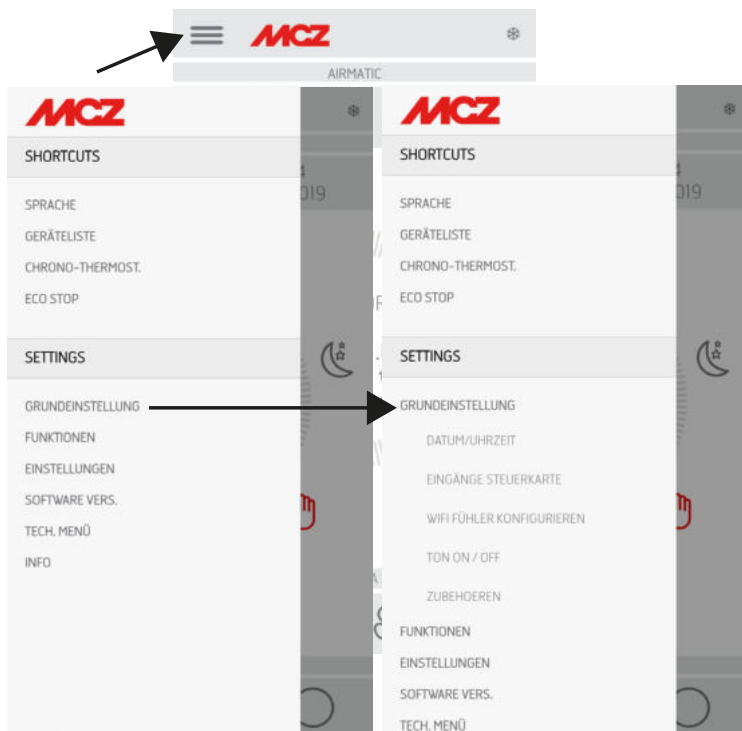 MCZ
AIRMATIC
MCZ
SHORTCUTS
SPRACHE
GERÄTELISTE
CHRONO-THERMOST.
ECO STOP
SETTINGS
GRUNDEINSTELLUNG
FUNKTIONEN
EINSTELLUNGEN
SOFTWARE VERS.
TECH. MENÜ
INFO
019
MCZ
SHORTCUTS
SPRACHE
GERÄTELISTE
CHRONO-THERMOST.
ECO STOP
SETTINGS
GRUNDEINSTELLUNG
DATUM/UHRZEIT
EINGÄNGE STEUERKARTE
WIFI FÜHLER KONFIGURIEREN
TON ON / OFF
ZUBEHOEREN
FUNKTIONEN
EINSTELLUNGEN
SOFTWARE VERS.
TECH. MENÜ
019